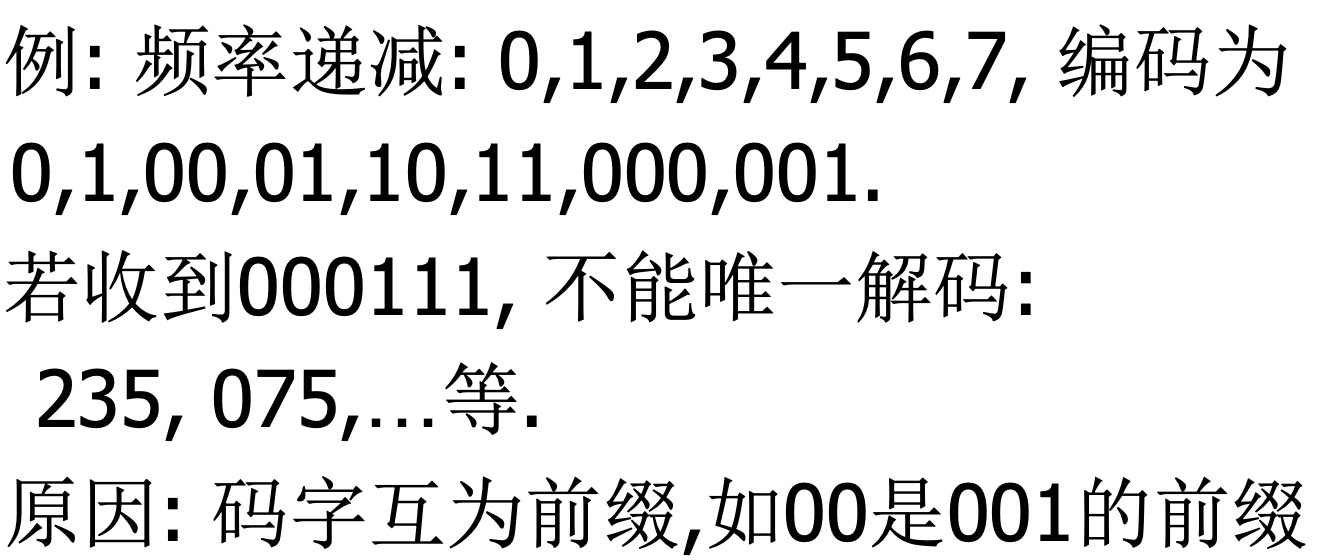 例: 频率递减: 0,1,2,3,4,5,6,7, 编码为
0,1,00,01,10,11,000,001.
若收到000111, 不能唯一解码:
235, 075,…等.
原因: 码字互为前缀,如00是001的前缀